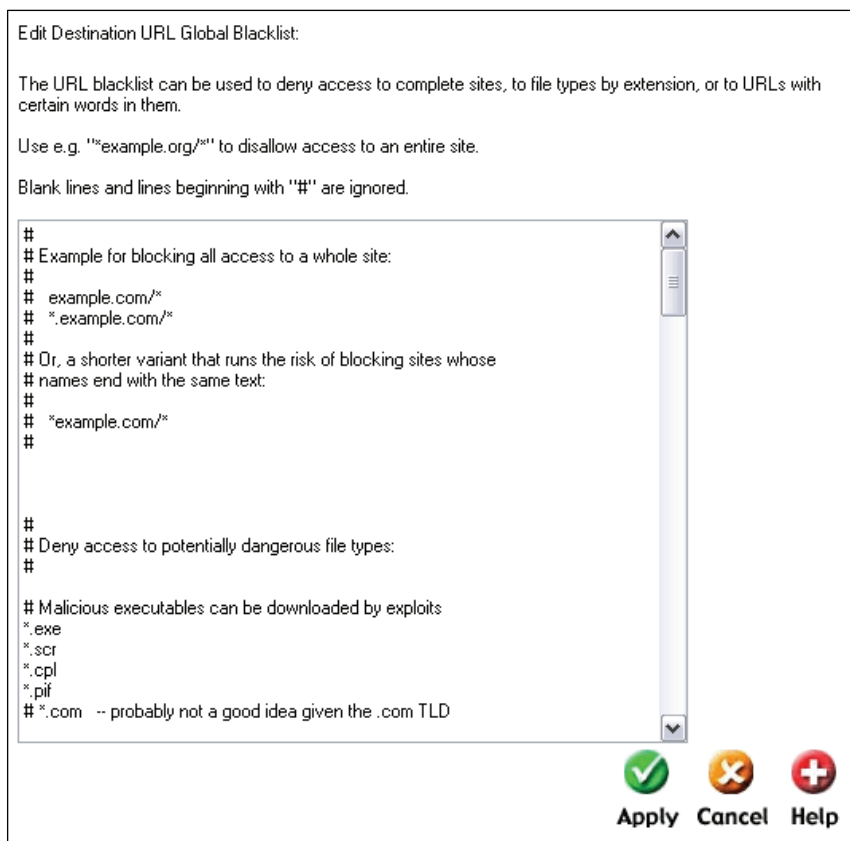 Edit Destination URL Global Blacklist:
The URL blacklist can be used to deny access to complete sites, to file types by extension, or to URLs with
certain words in them.
Use e.g. "*example.org/*" to disallow access to an entire site.
Blank lines and lines beginning with "#" are ignored.
#
# Example for blocking all access to a whole site:
#
#   example.com/*
#   *.example.com/*
#
# Or, a shorter variant that runs the risk of blocking sites whose
# names end with the same text:
#
#   *example.com/*
#
#
# Deny access to potentially dangerous file types:
#
# Malicious executables can be downloaded by exploits
*.exe
*.scr
*.cpl
*.pif
# *.com   -- probably not a good idea given the .com TLD
Apply Cancel Help